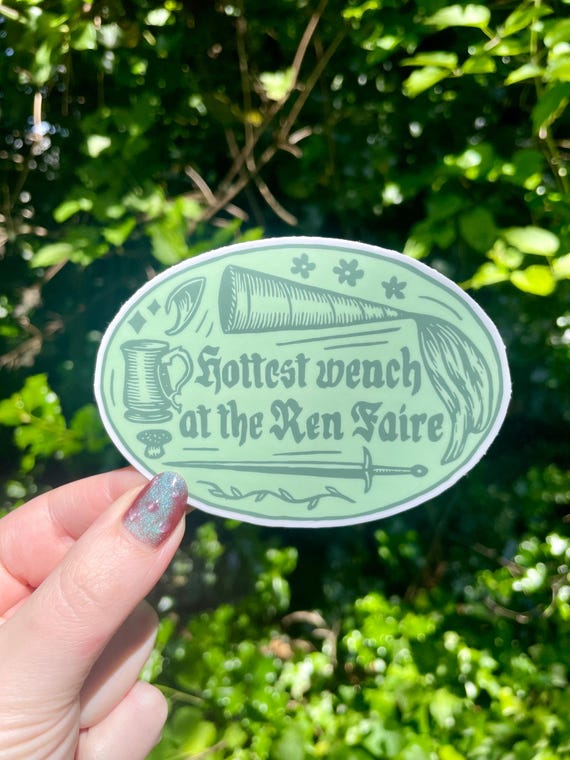 Hottest wench
at the Ren Faire